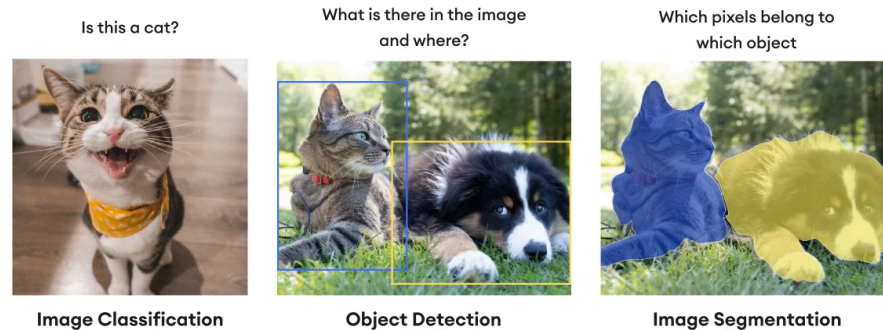 Is this a cat?
What is there in the image
and where?
Which pixels belong to
which object
Image Classification
Object Detection
Image Segmentation